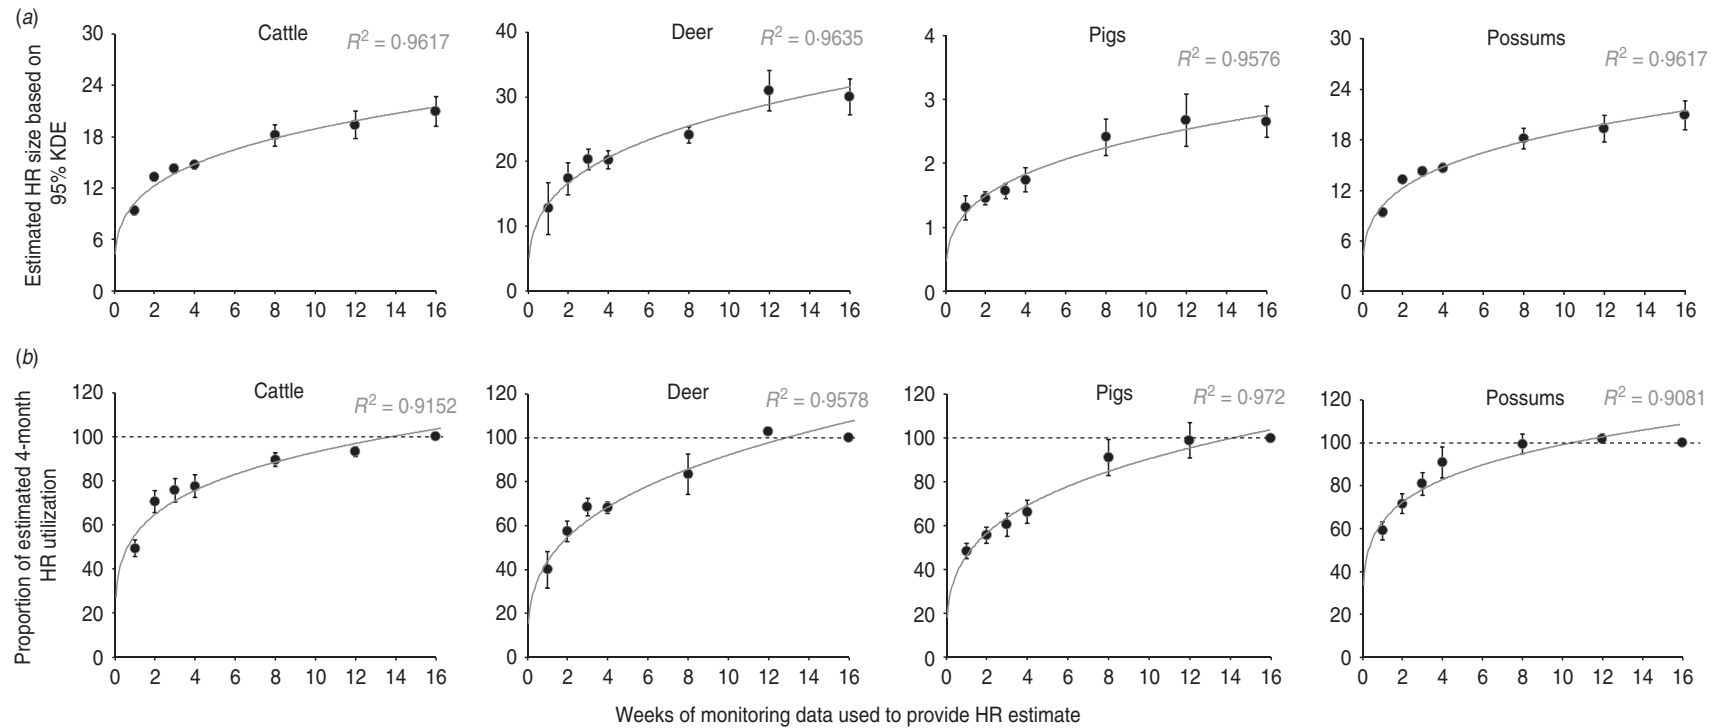 (a)
Estimated HR size based on
95% KDE
Cattle
R² = 0·9617
30
24
18
12
6
0
0 2 4 6 8 10 12 14 16
Deer
R² = 0·9635
40
30
20
10
0
0 2 4 6 8 10 12 14 16
Pigs
R² = 0·9576
4
3
2
1
0
0 2 4 6 8 10 12 14 16
Possums
R² = 0·9617
30
24
18
12
6
0
0 2 4 6 8 10 12 14 16
(b)
Proportion of estimated 4-month
HR utilization
Cattle
R² = 0·9152
120
100
80
60
40
20
0
0 2 4 6 8 10 12 14 16
Deer
R² = 0·9578
120
100
80
60
40
20
0
0 2 4 6 8 10 12 14 16
Pigs
R² = 0·972
120
100
80
60
40
20
0
0 2 4 6 8 10 12 14 16
Possums
R² = 0·9081
120
100
80
60
40
20
0
0 2 4 6 8 10 12 14 16
Weeks of monitoring data used to provide HR estimate